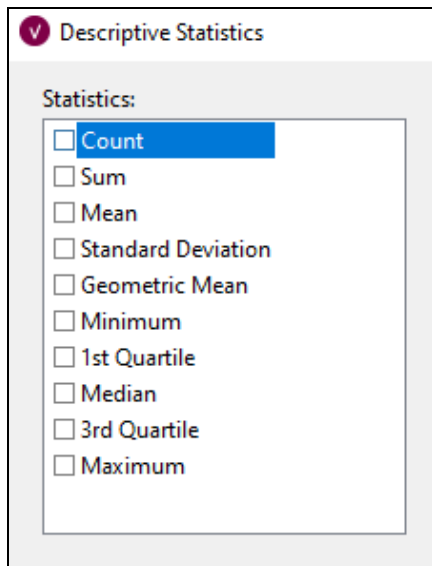 V Descriptive Statistics
Statistics:
Count
Sum
Mean
Standard Deviation
Geometric Mean
Minimum
1st Quartile
Median
3rd Quartile
Maximum